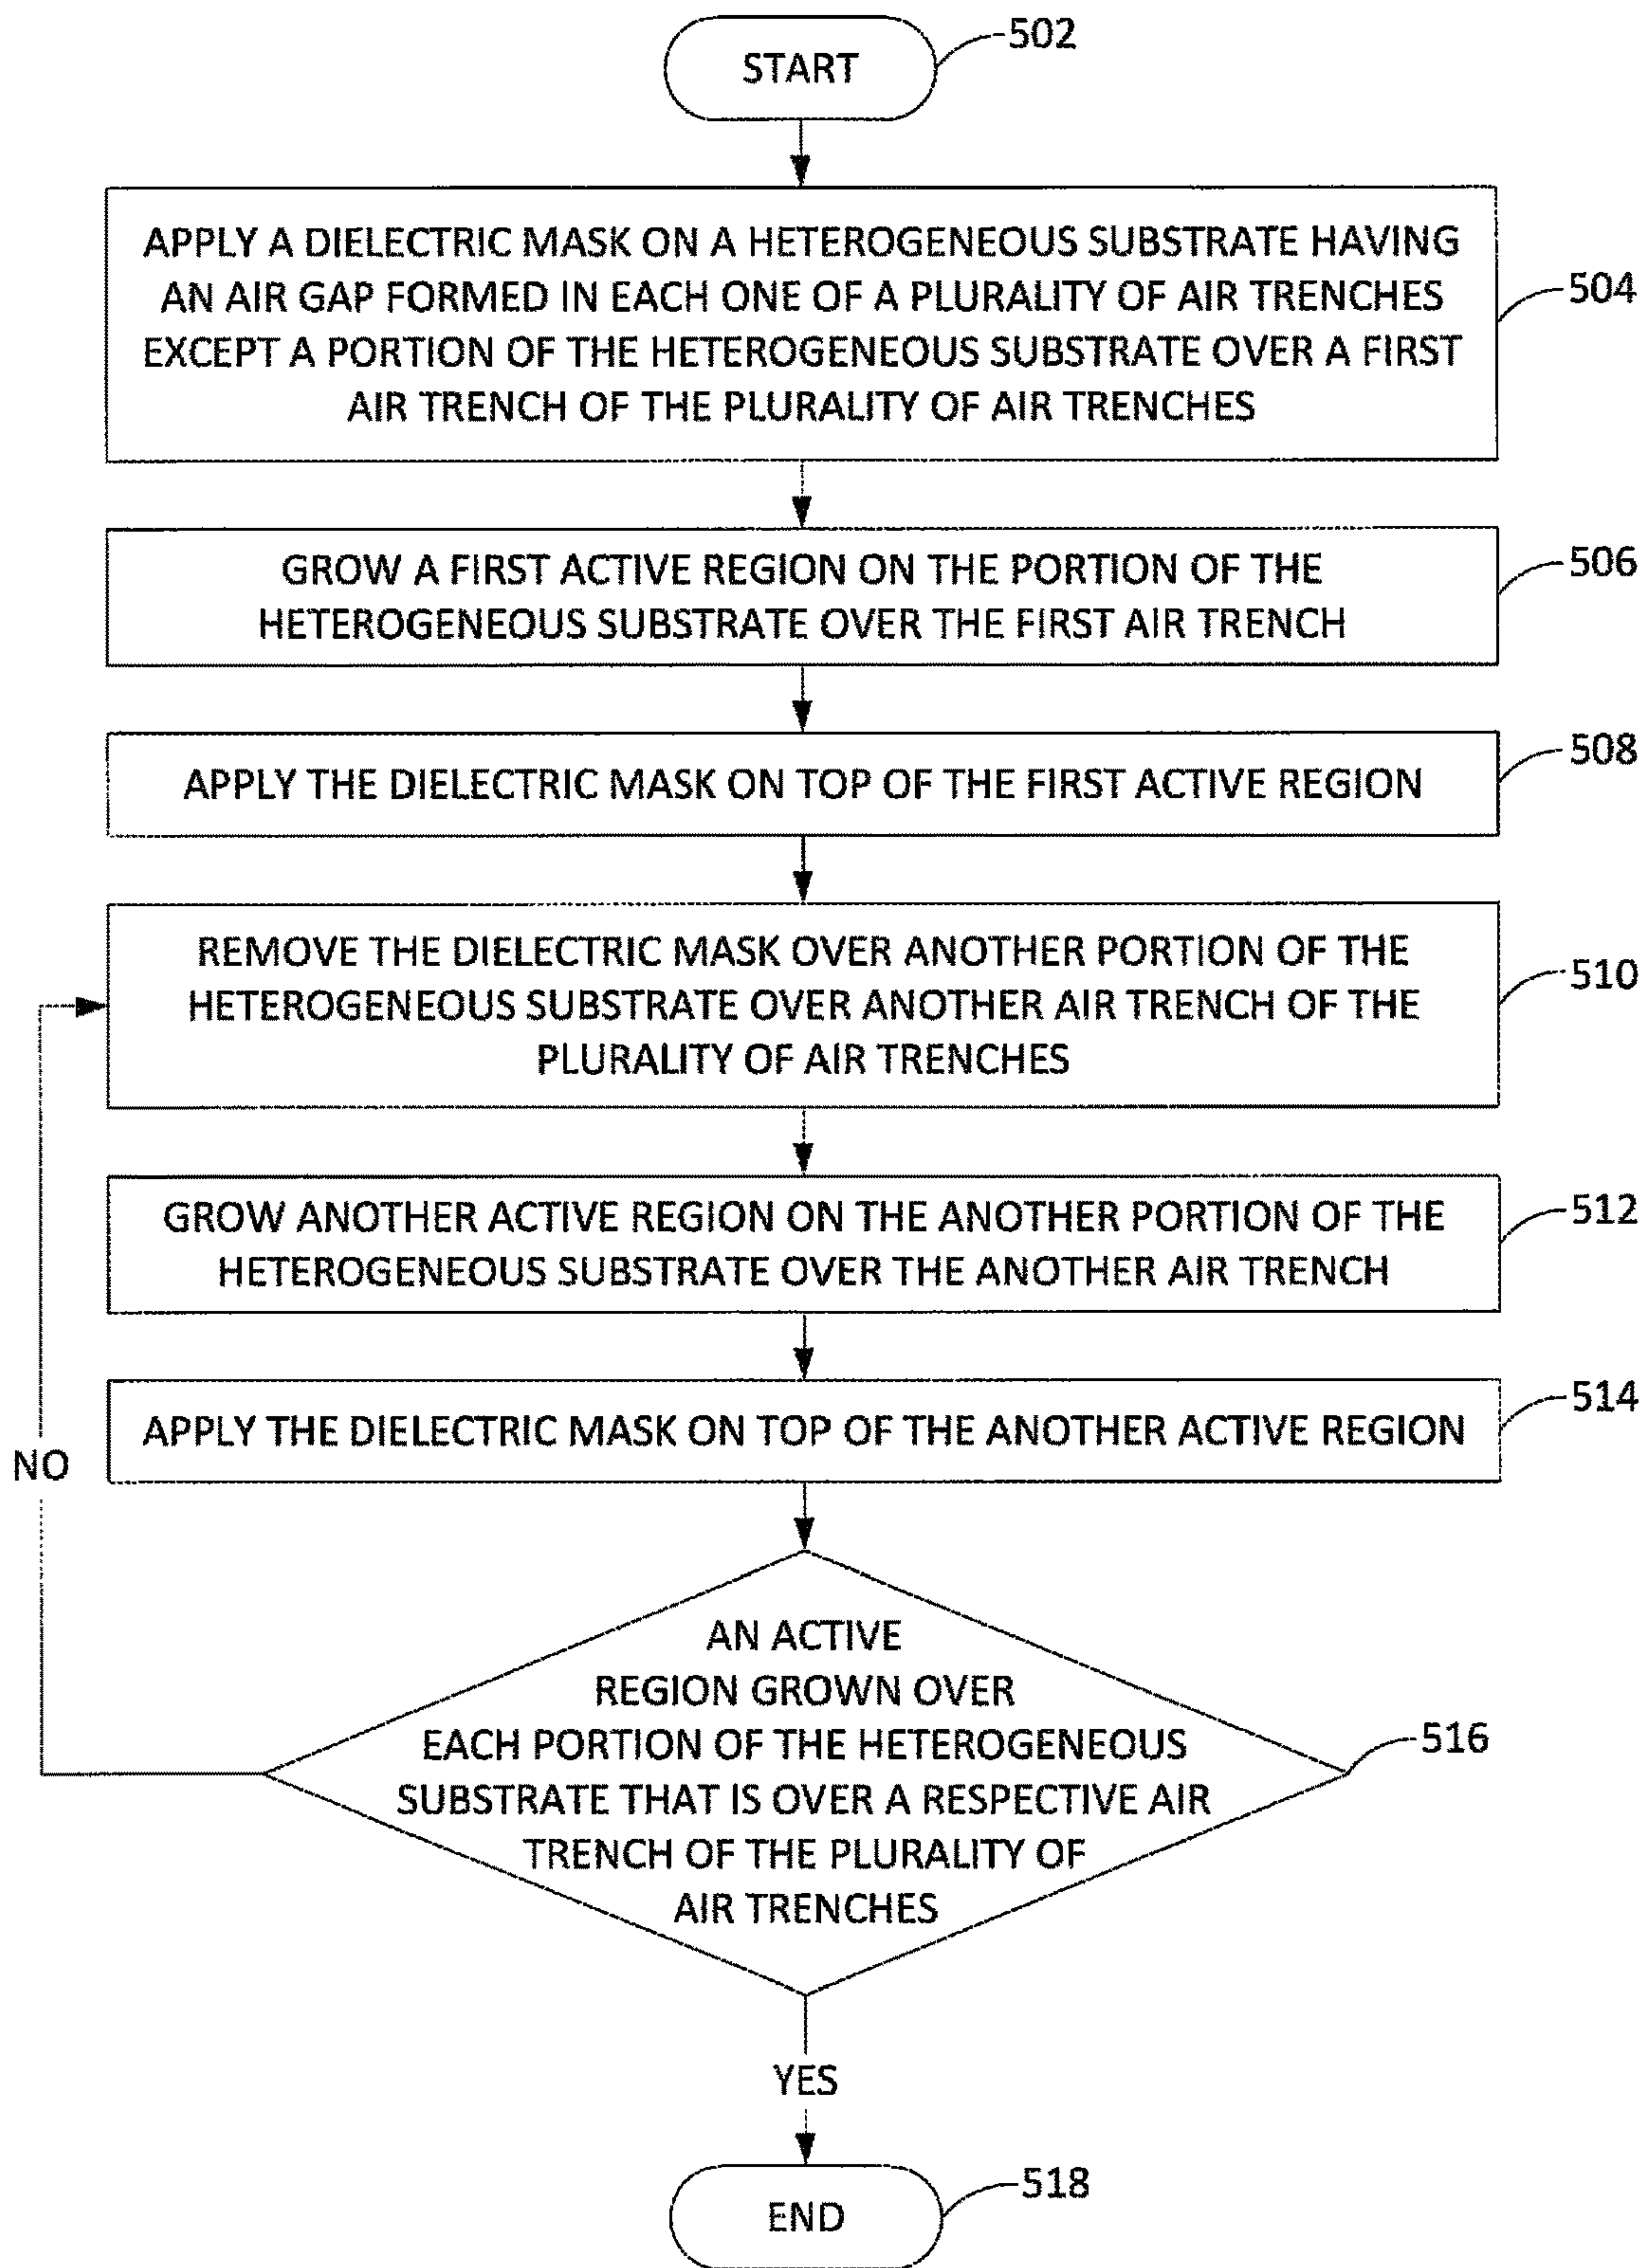 START
502
APPLY A DIELECTRIC MASK ON A HETEROGENEOUS SUBSTRATE HAVING
AN AIR GAP FORMED IN EACH ONE OF A PLURALITY OF AIR TRENCHES
EXCEPT A PORTION OF THE HETEROGENEOUS SUBSTRATE OVER A FIRST
AIR TRENCH OF THE PLURALITY OF AIR TRENCHES
504
GROW A FIRST ACTIVE REGION ON THE PORTION OF THE
HETEROGENEOUS SUBSTRATE OVER THE FIRST AIR TRENCH
506
APPLY THE DIELECTRIC MASK ON TOP OF THE FIRST ACTIVE REGION
508
REMOVE THE DIELECTRIC MASK OVER ANOTHER PORTION OF THE
HETEROGENEOUS SUBSTRATE OVER ANOTHER AIR TRENCH OF THE
PLURALITY OF AIR TRENCHES
510
GROW ANOTHER ACTIVE REGION ON THE ANOTHER PORTION OF THE
HETEROGENEOUS SUBSTRATE OVER THE ANOTHER AIR TRENCH
512
APPLY THE DIELECTRIC MASK ON TOP OF THE ANOTHER ACTIVE REGION
514
NO
AN ACTIVE
REGION GROWN OVER
EACH PORTION OF THE HETEROGENEOUS
SUBSTRATE THAT IS OVER A RESPECTIVE AIR
TRENCH OF THE PLURALITY OF
AIR TRENCHES
516
YES
END
518